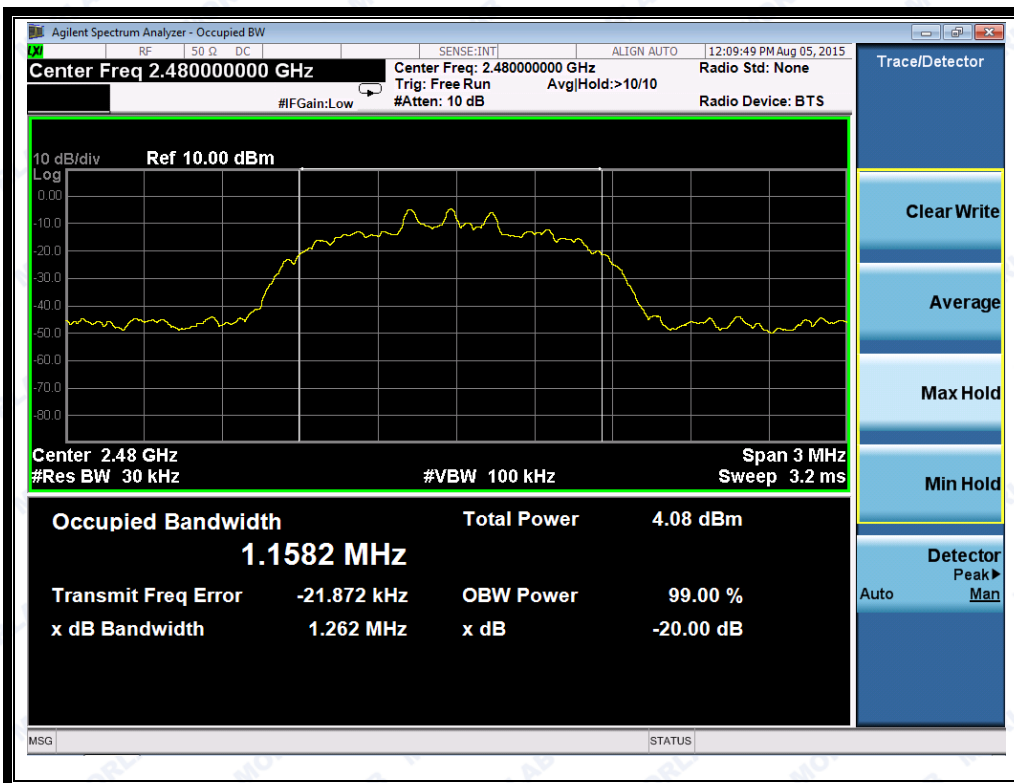 Agilent Spectrum Analyzer - Occupied BW
LXI RF 50 Ω DC SENSE:INT ALIGN AUTO 12:09:49 PM Aug 05, 2015
Center Freq 2.480000000 GHz
#IFGain:Low
Center Freq: 2.480000000 GHz
Trig: Free Run Avg|Hold:>10/10
#Atten: 10 dB
Radio Std: None
Radio Device: BTS
10 dB/div Ref 10.00 dBm
Log
0.00
-10.0
-20.0
-30.0
-40.0
-50.0
-60.0
-70.0
-80.0
Center 2.48 GHz Span 3 MHz
#Res BW 30 kHz #VBW 100 kHz Sweep 3.2 ms
Occupied Bandwidth Total Power 4.08 dBm
1.1582 MHz
Transmit Freq Error -21.872 kHz OBW Power 99.00 %
x dB Bandwidth 1.262 MHz x dB -20.00 dB
MSG STATUS
Trace/Detector
Clear Write
Average
Max Hold
Min Hold
Detector
Peak▶
Auto Man